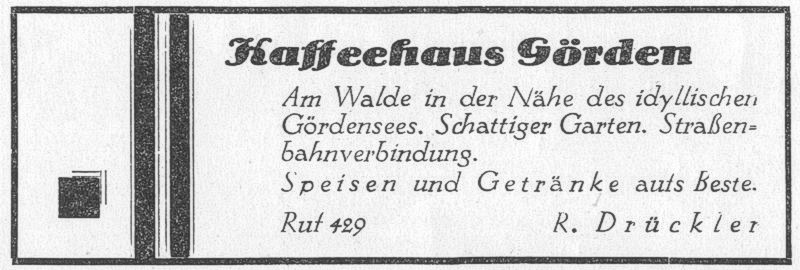 Kaffeehaus Görden
Am Walde in der Nähe des idyllischen
Gördensees. Schattiger Garten. Straßen=
bahnverbindung.
Speisen und Getränke aufs Beste.
Ruf 429 R. Drückler